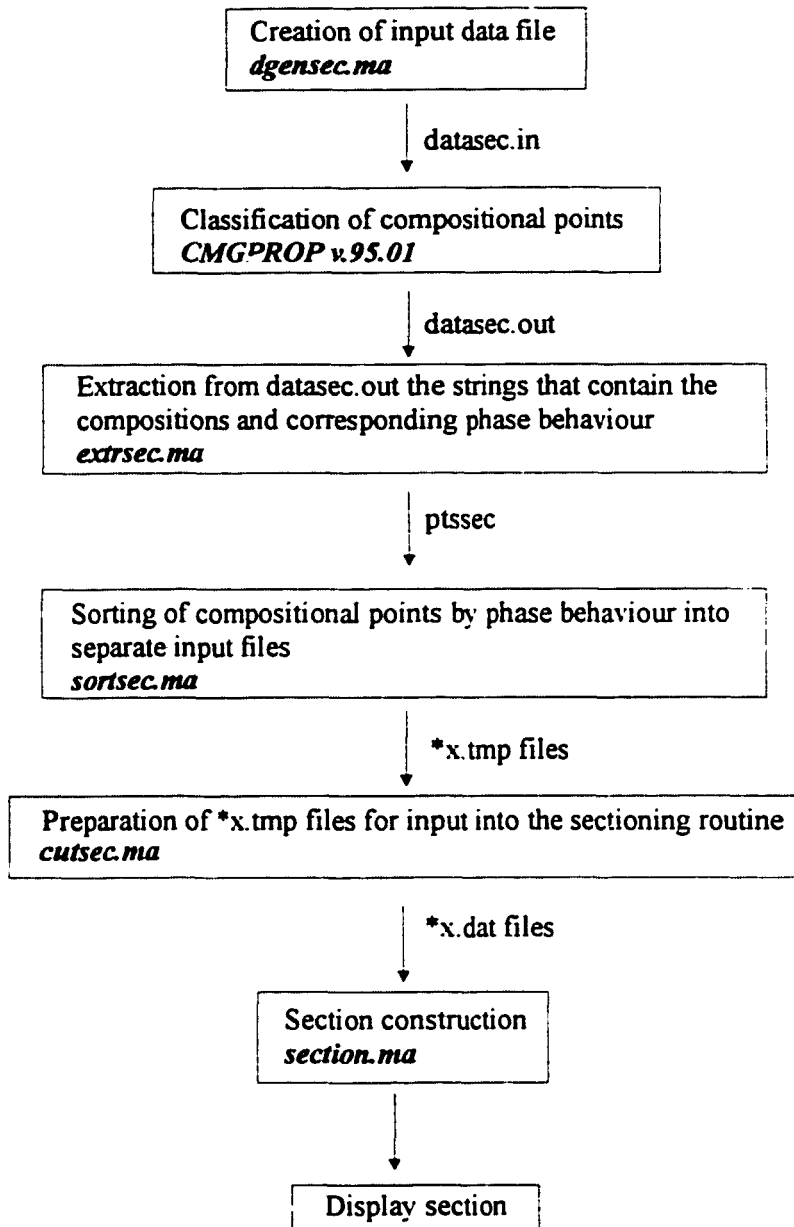 Creation of input data file
dgensec.ma
datasec.in
Classification of compositional points
CMGPROP v.95.01
datasec.out
Extraction from datasec.out the strings that contain the
compositions and corresponding phase behaviour
extrsec.ma
ptssec
Sorting of compositional points by phase behaviour into
separate input files
sortsec.ma
*x.tmp files
Preparation of *x.tmp files for input into the sectioning routine
cutsec.ma
*x.dat files
Section construction
section.ma
Display section